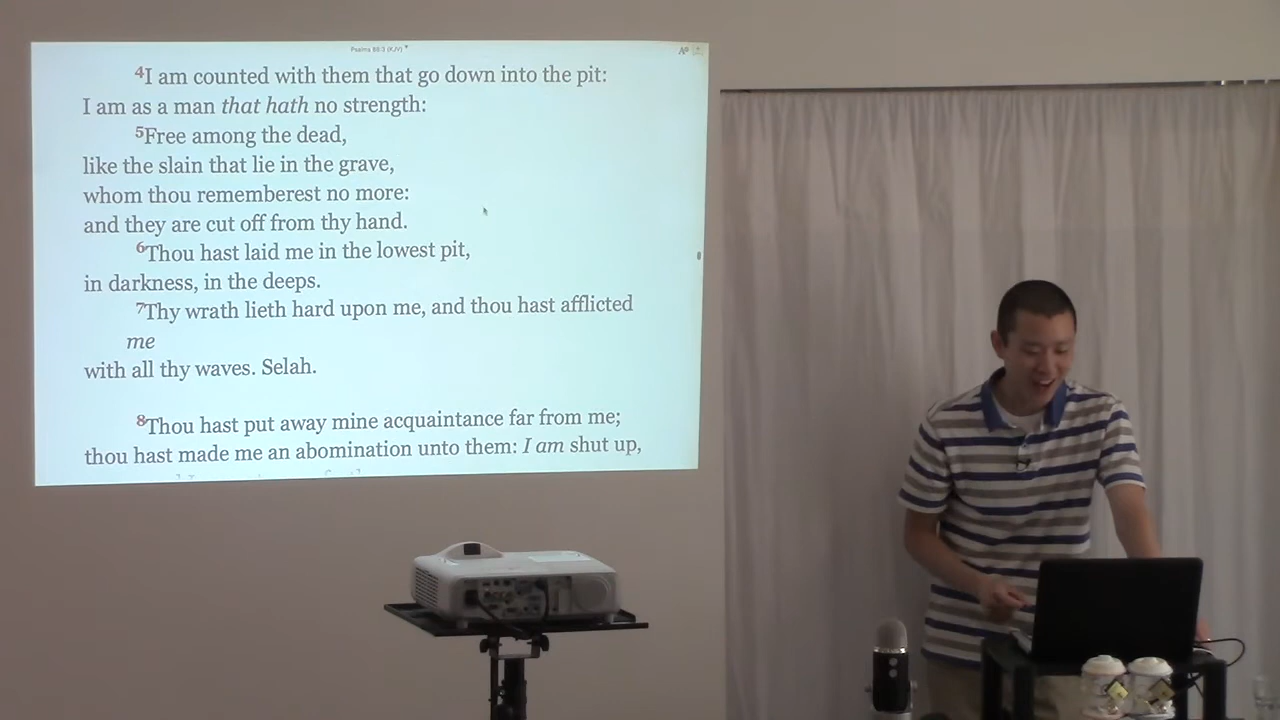 Psalms 88:3 (KJV)
4I am counted with them that go down into the pit:
I am as a man that hath no strength:
5Free among the dead,
like the slain that lie in the grave,
whom thou rememberest no more:
and they are cut off from thy hand.
6Thou hast laid me in the lowest pit,
in darkness, in the deeps.
7Thy wrath lieth hard upon me, and thou hast afflicted
me
with all thy waves. Selah.
8Thou hast put away mine acquaintance far from me;
thou hast made me an abomination unto them: I am shut up,